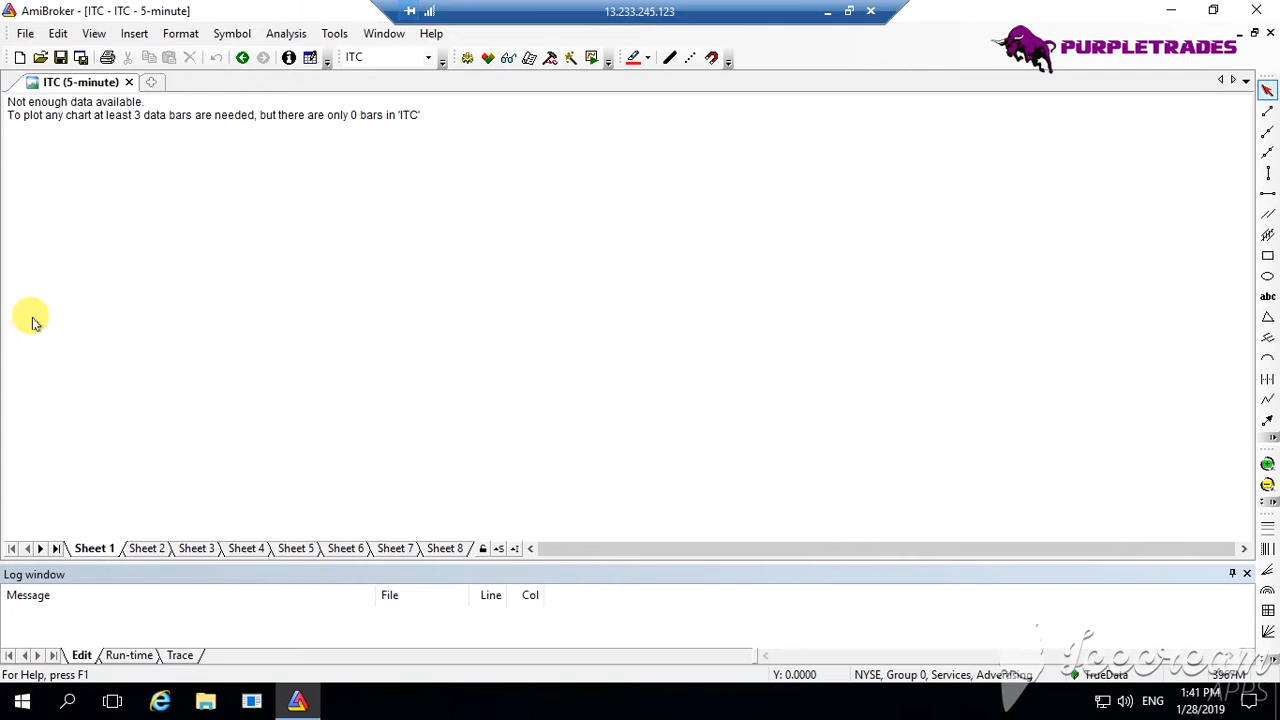 AmiBroker - [ITC - ITC - 5-minute]
13.233.245.123
File Edit View Insert Format Symbol Analysis Tools Window Help
PURPLETRADES
ITC
ITC (5-minute)
Not enough data available.
To plot any chart at least 3 data bars are needed, but there are only 0 bars in 'ITC'
abc
Sheet 1 Sheet 2 Sheet 3 Sheet 4 Sheet 5 Sheet 6 Sheet 7 Sheet 8
Log window
Message File Line Col
Edit Run-time Trace
For Help, press F1 Y: 0.0000 NYSE, Group 0, Services, Advertising TrueData 3967M
Icecream
APPS
ENG 1:41 PM
1/28/2019